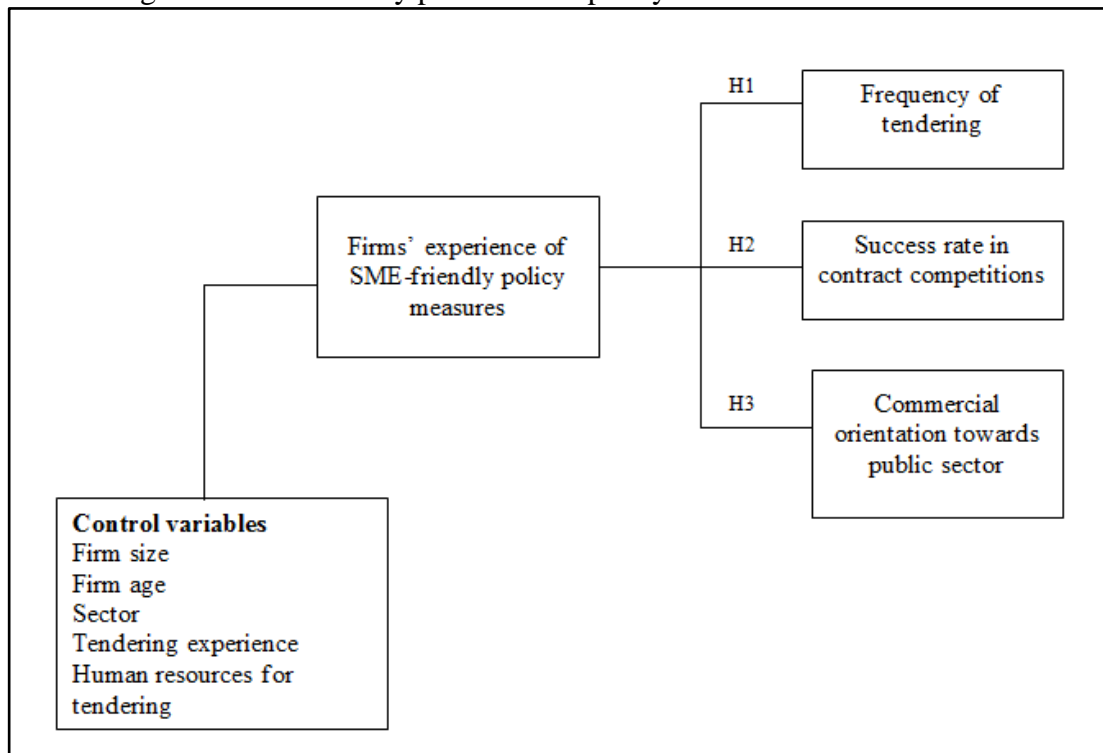 H1
Frequency of
tendering
Firms’ experience of
SME-friendly policy
measures
H2
Success rate in
contract competitions
H3
Commercial
orientation towards
public sector
Control variables
Firm size
Firm age
Sector
Tendering experience
Human resources for
tendering